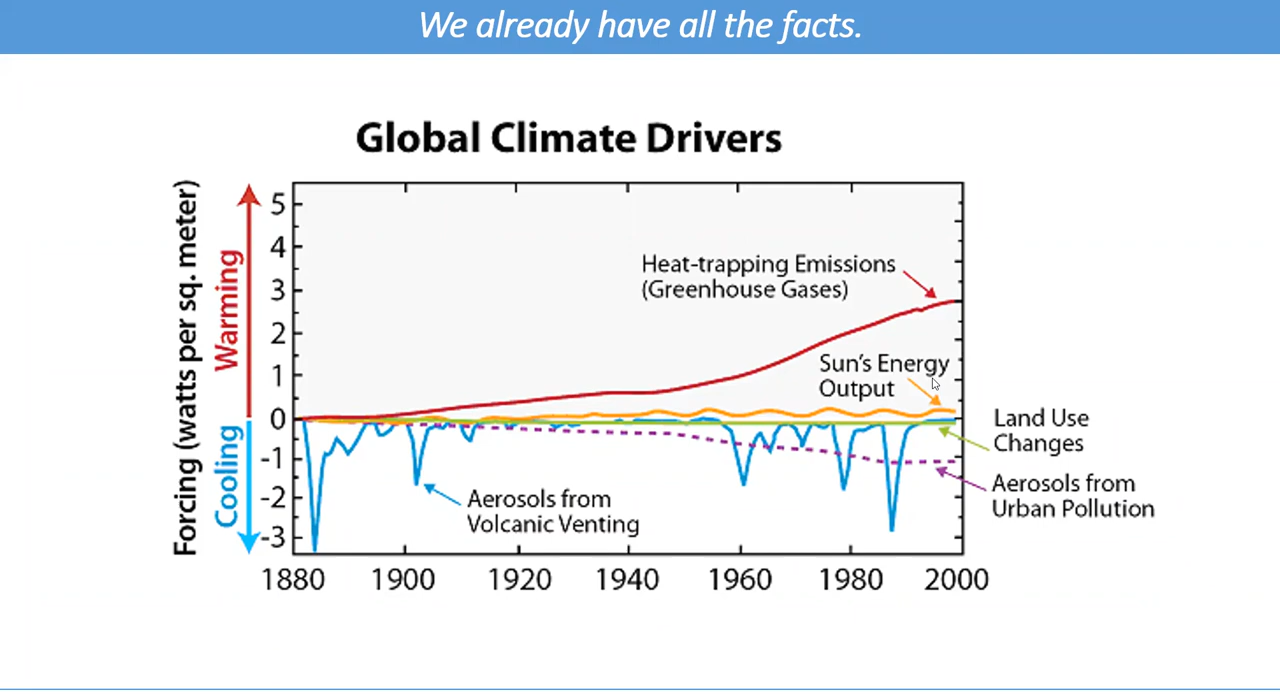 We already have all the facts.
Global Climate Drivers
Forcing (watts per sq. meter)
Warming
Cooling
5
4
3
2
1
0
-1
-2
-3
Heat-trapping Emissions
(Greenhouse Gases)
Sun's Energy
Output
Land Use
Changes
Aerosols from
Urban Pollution
Aerosols from
Volcanic Venting
1880 1900 1920 1940 1960 1980 2000